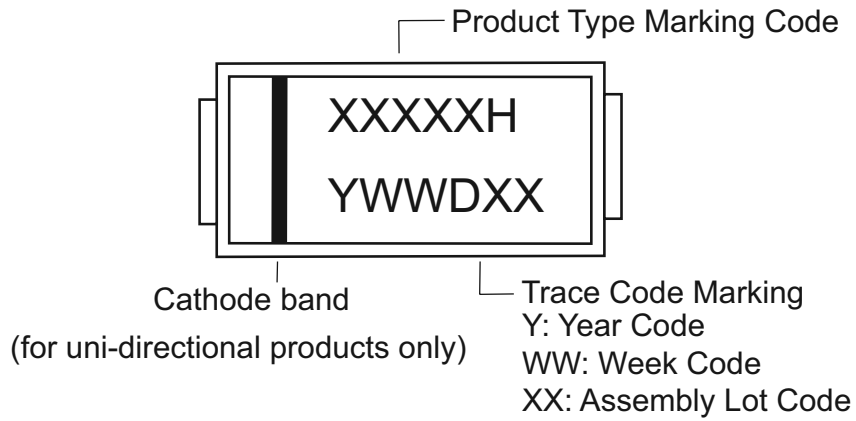 Product Type Marking Code
XXXXXH
YWWDXX
Cathode band
(for uni-directional products only)
Trace Code Marking
Y: Year Code
WW: Week Code
XX: Assembly Lot Code